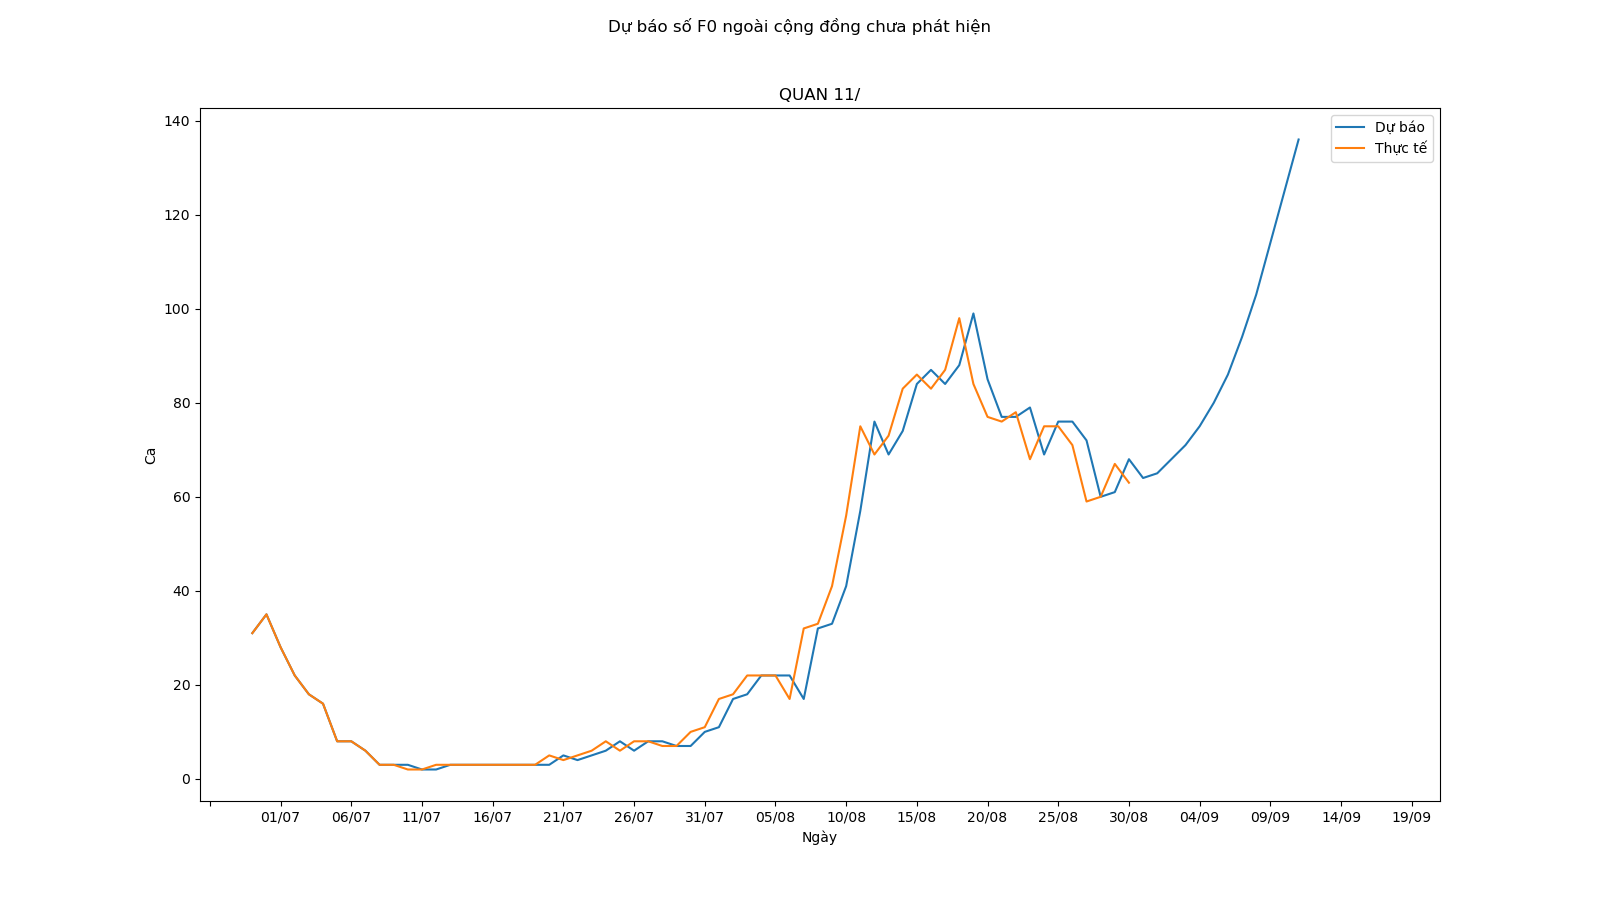 Dự báo số F0 ngoài cộng đồng chưa phát hiện
QUAN 11/
Dự báo
Thực tế
140
120
100
80
60
40
20
0
Ca
01/07 06/07 11/07 16/07 21/07 26/07 31/07 05/08 10/08 15/08 20/08 25/08 30/08 04/09 09/09 14/09 19/09
Ngày